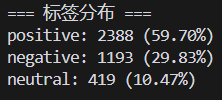 === 标签分布 ===
positive: 2388 (59.70%)
negative: 1193 (29.83%)
neutral: 419 (10.47%)